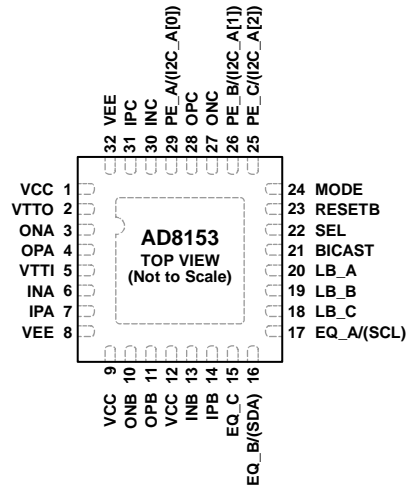 32 VEE
31 IPC
30 INC
29 PE_A/(I2C_A[0])
28 OPC
27 ONC
26 PE_B/(I2C_A[1])
25 PE_C/(I2C_A[2])
VCC 1
VTTO 2
ONA 3
OPA 4
VTTI 5
INA 6
IPA 7
VEE 8
AD8153
TOP VIEW
(Not to Scale)
24 MODE
23 RESETB
22 SEL
21 BICAST
20 LB_A
19 LB_B
18 LB_C
17 EQ_A/(SCL)
VCC 9
ONB 10
OPB 11
VCC 12
INB 13
IPB 14
EQ_C 15
EQ_B/(SDA) 16